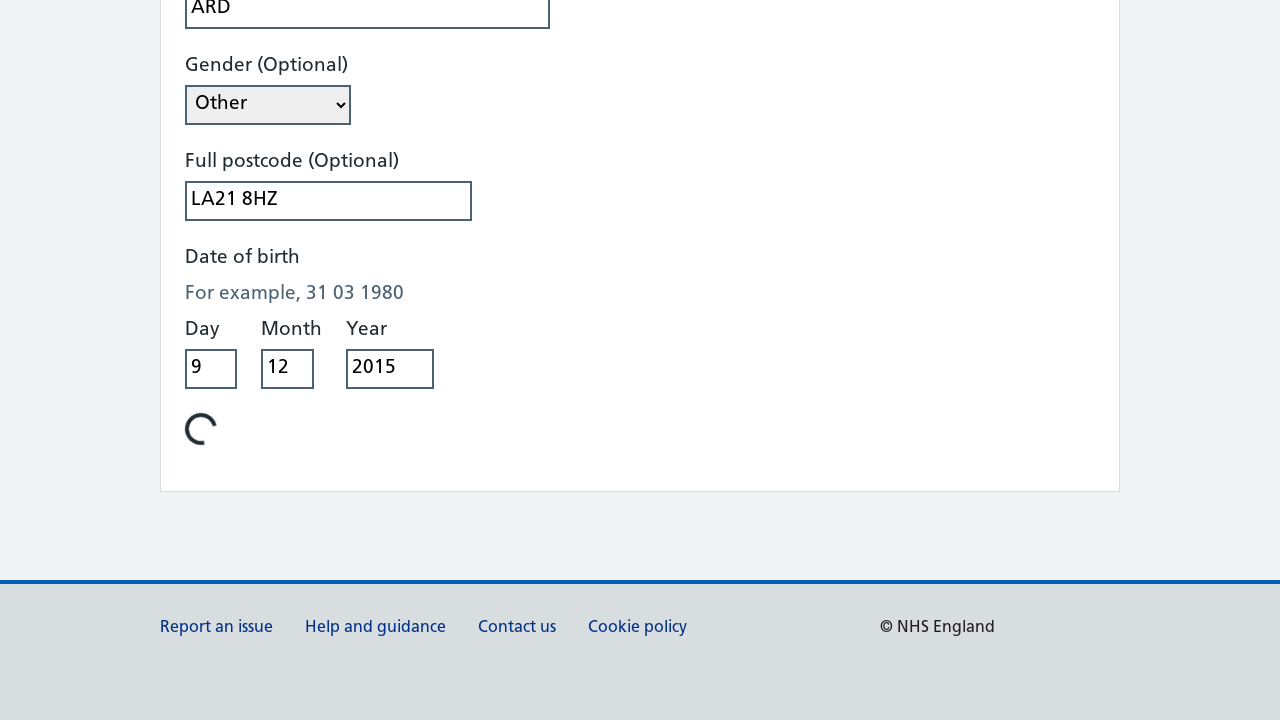 ARD
Gender (Optional)
Other
Full postcode (Optional)
LA21 8HZ
Date of birth
For example, 31 03 1980
Day Month Year
9 12 2015
Report an issue Help and guidance Contact us Cookie policy © NHS England